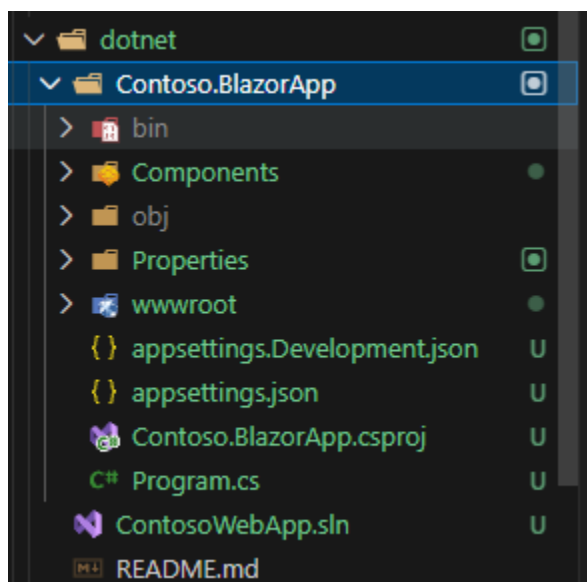 dotnet
Contoso.BlazorApp
bin
Components
obj
Properties
wwwroot
{} appsettings.Development.json U
{} appsettings.json U
Contoso.BlazorApp.csproj U
C# Program.cs U
ContosoWebApp.sln U
M↓ README.md